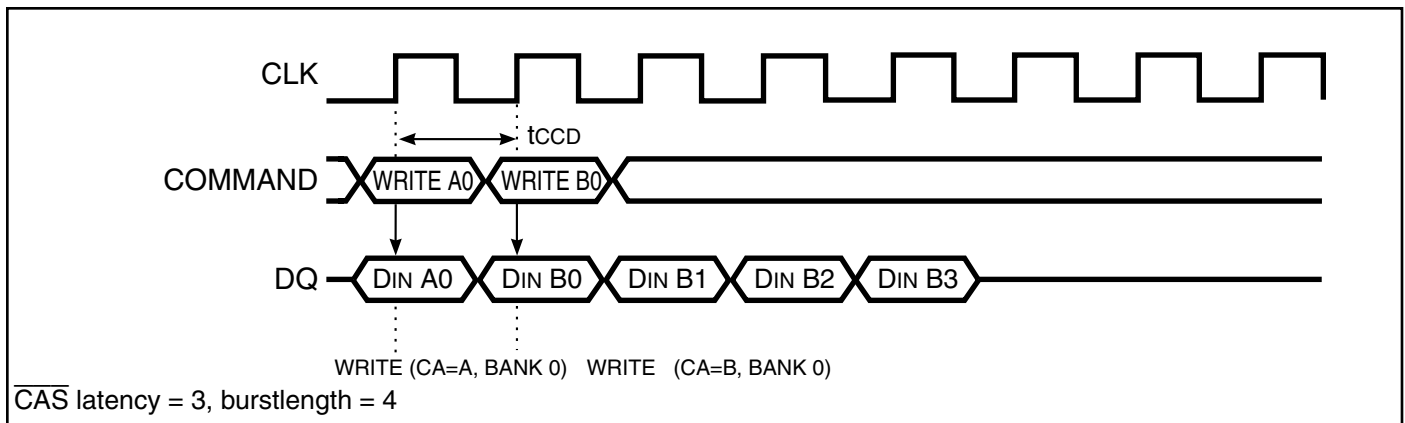 CLK
tCCD
COMMAND WRITE A0 WRITE B0
DQ DIN A0 DIN B0 DIN B1 DIN B2 DIN B3
WRITE (CA=A, BANK 0) WRITE (CA=B, BANK 0)
CAS latency = 3, burstlength = 4